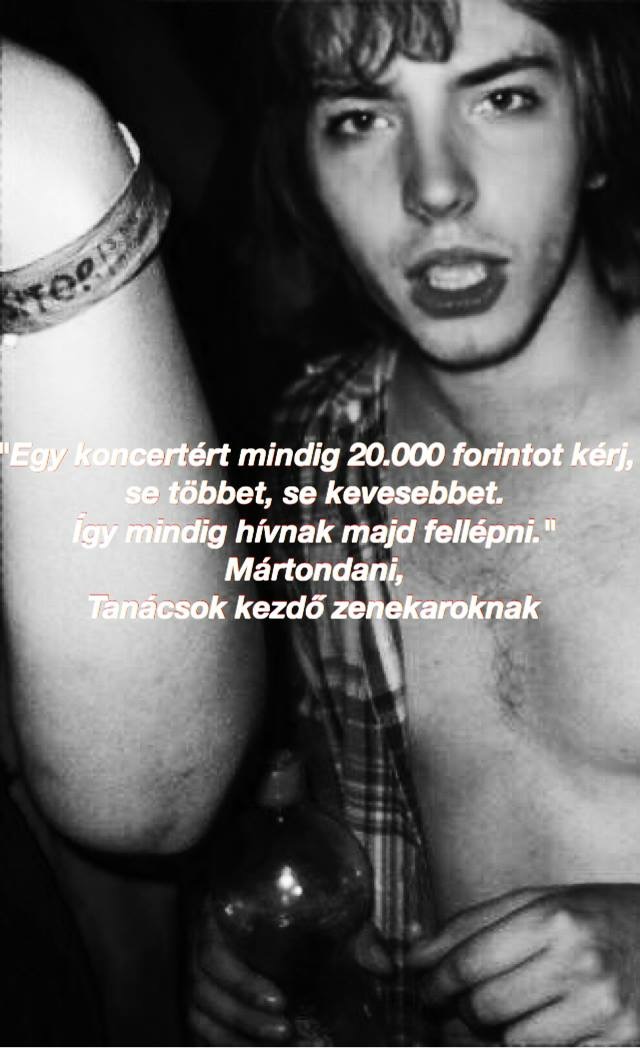 "Egy koncertért mindig 20.000 forintot kérj,
se többet, se kevesebbet.
Így mindig hívnak majd fellépni."
Mártondani,
Tanácsok kezdő zenekaroknak